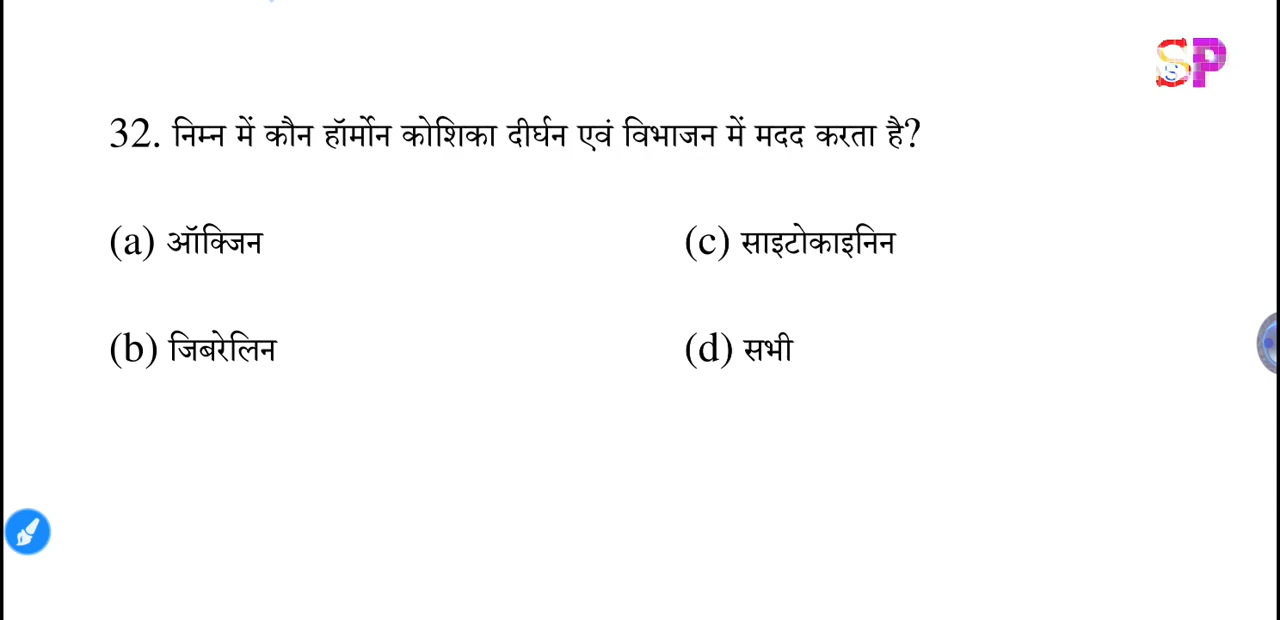 SP
S
32. निम्न में कौन हॉर्मोन कोशिका दीर्घन एवं विभाजन में मदद करता है?
(a) ऑक्जिन
(c) साइटोकाइनिन
(b) जिबरेलिन
(d) सभी